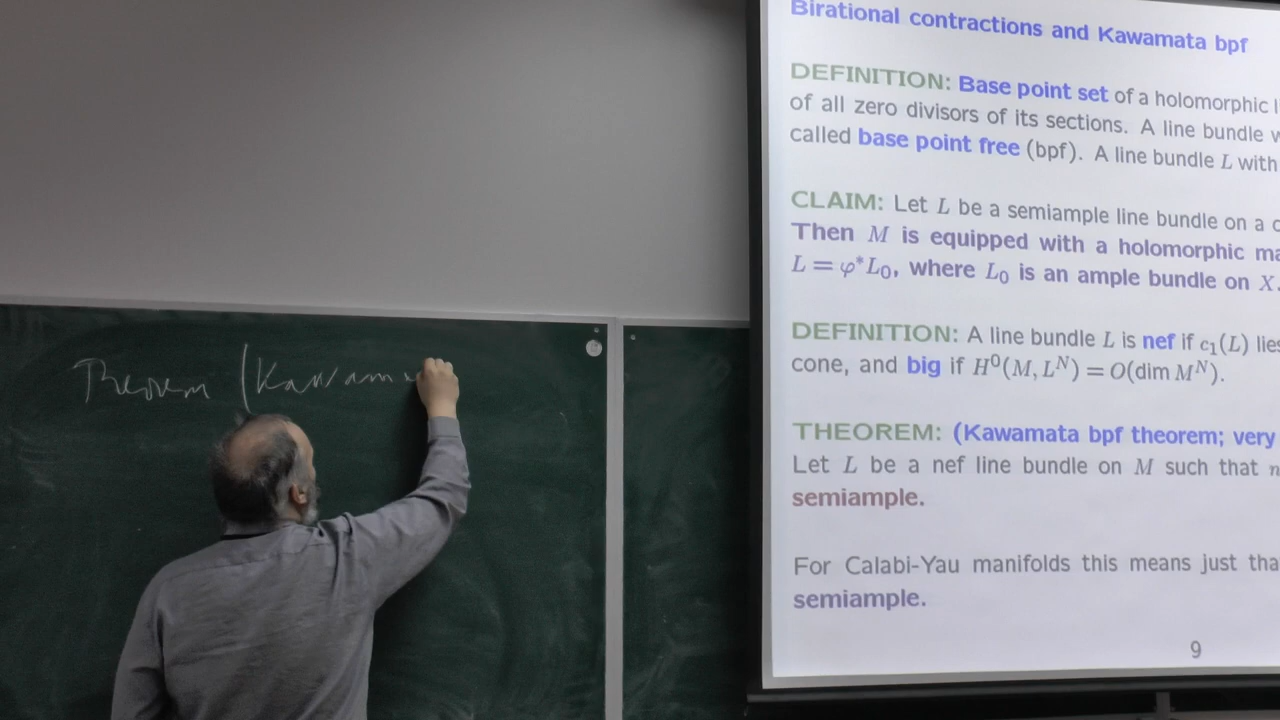 Theorem (Kawam
Birational contractions and Kawamata bpf
DEFINITION: Base point set of a holomorphic l
of all zero divisors of its sections. A line bundle w
called base point free (bpf). A line bundle L with
CLAIM: Let L be a semiample line bundle on a c
Then M is equipped with a holomorphic ma
L = φ*L₀, where L₀ is an ample bundle on X.
DEFINITION: A line bundle L is nef if c₁(L) lies
cone, and big if H⁰(M, Lᴺ) = O(dim Mᴺ).
THEOREM: (Kawamata bpf theorem; very
Let L be a nef line bundle on M such that n
semiample.
For Calabi-Yau manifolds this means just tha
semiample.
9